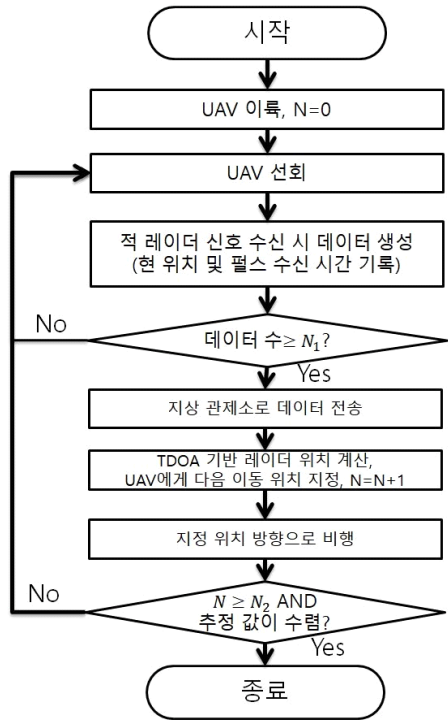 시작
UAV 이륙, N=0
UAV 선회
적 레이더 신호 수신 시 데이터 생성
(현 위치 및 펄스 수신 시간 기록)
No
데이터 수≥ N₁?
Yes
지상 관제소로 데이터 전송
TDOA 기반 레이더 위치 계산,
UAV에게 다음 이동 위치 지정, N=N+1
지정 위치 방향으로 비행
No
N ≥ N₂ AND
추정 값이 수렴?
Yes
종료